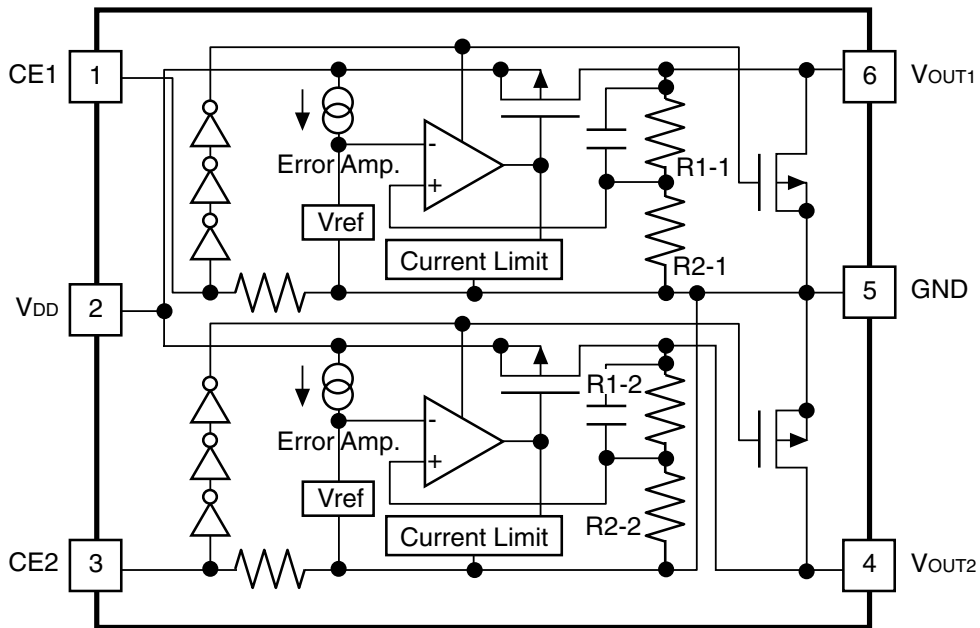 CE1
1
6
VOUT1
-
Error Amp.
+
R1-1
Vref
Current Limit
R2-1
VDD
2
5
GND
R1-2
-
Error Amp.
+
Vref
Current Limit
R2-2
CE2
3
4
VOUT2